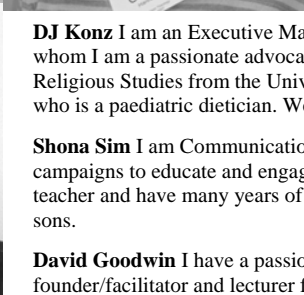 DJ Konz I am an Executive Ma
whom I am a passionate advoca
Religious Studies from the Univ
who is a paediatric dietician. We
Shona Sim I am Communicatio
campaigns to educate and engag
teacher and have many years of
sons.
David Goodwin I have a passio
founder/facilitator and lecturer f